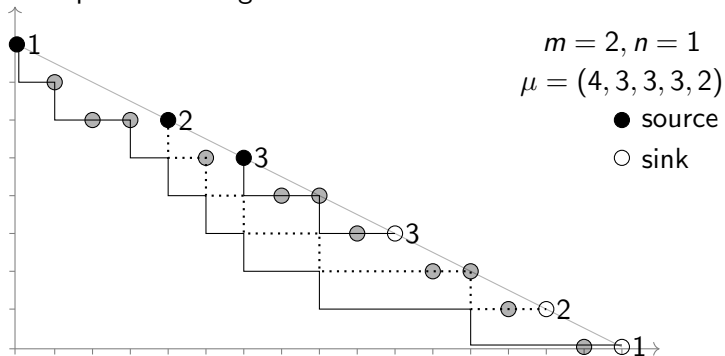 1
m = 2, n = 1
μ = (4, 3, 3, 3, 2)
2
source
3
sink
3
2
1